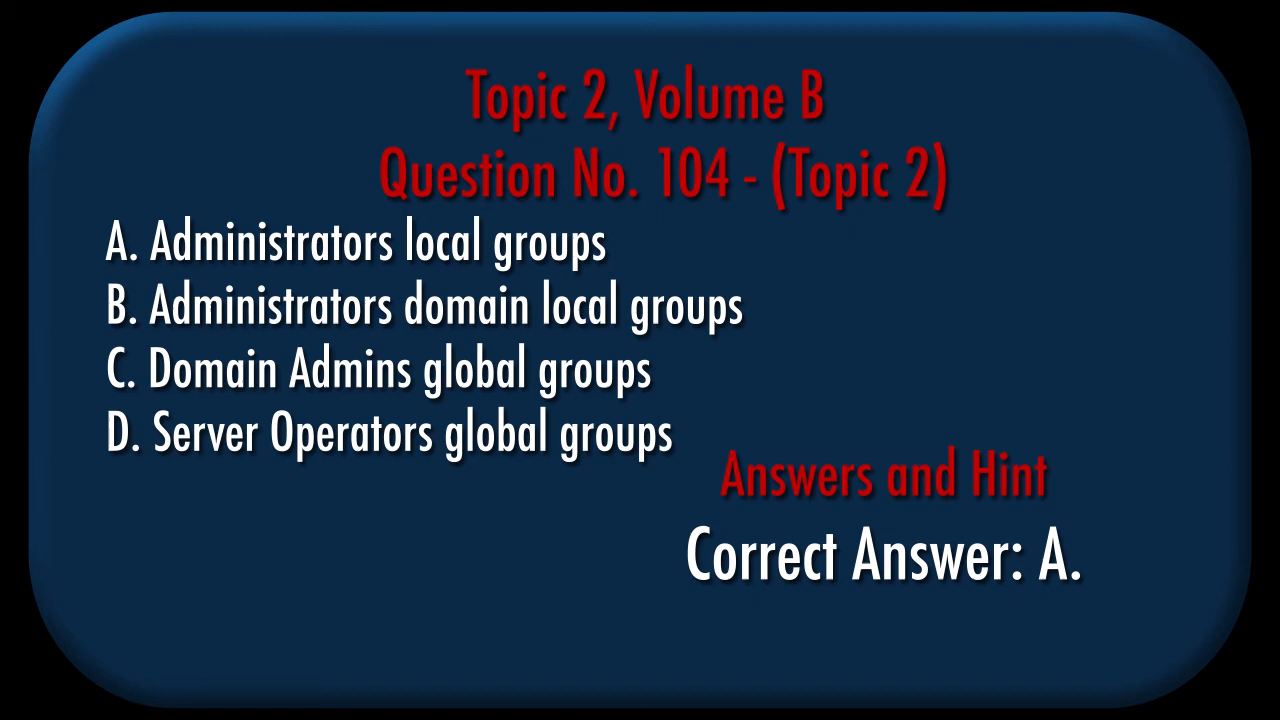 Topic 2, Volume B
Question No. 104 - (Topic 2)
A. Administrators local groups
B. Administrators domain local groups
C. Domain Admins global groups
D. Server Operators global groups
Answers and Hint
Correct Answer: A.